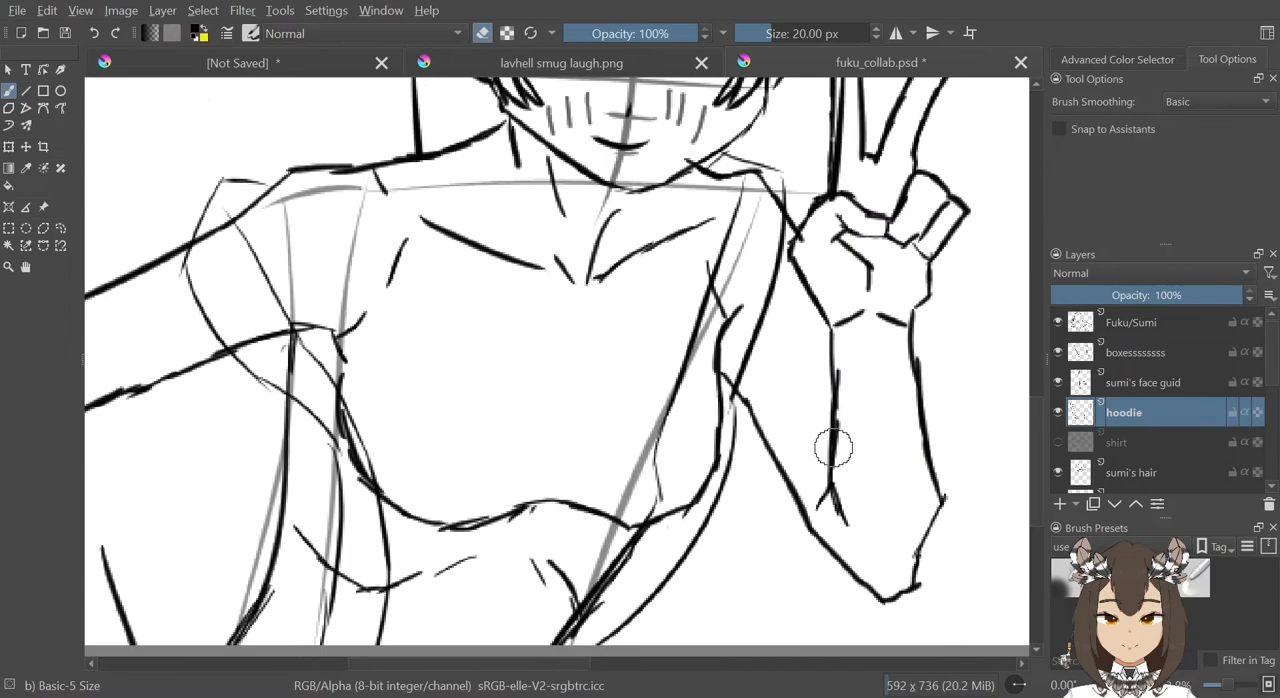 File Edit View Image Layer Select Filter Tools Settings Window Help
Normal Opacity: 100% Size: 20.00 px
[Not Saved] * lavhell smug laugh.png fuku_collab.psd *
Advanced Color Selector Tool Options
Tool Options
Brush Smoothing: Basic
Snap to Assistants
Layers
Normal
Opacity: 100%
Fuku/Sumi
boxesssssss
sumi's face guid
hoodie
shirt
sumi's hair
Brush Presets
use Tag
Filter in Tag
b) Basic-5 Size RGB/Alpha (8-bit integer/channel) sRGB-elle-V2-srgbtrc.icc 592 x 736 (20.2 MiB) 0.00°